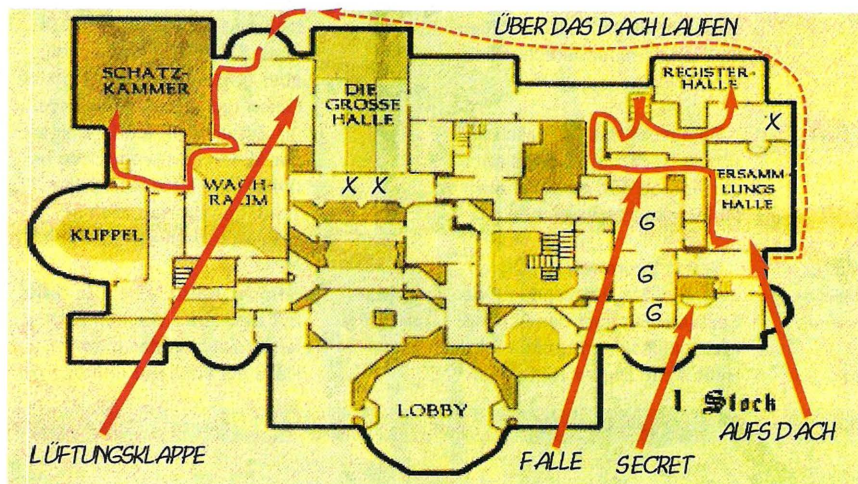 ÜBER DAS DACH LAUFEN
SCHATZ-
KAMMER
DIE
GROSSE
HALLE
REGISTER-
HALLE
X
WACH-
RAUM
X X
ERSAMM-
LUNGS
HALLE
KUPPEL
G
G
G
LOBBY
1 Stock
LÜFTUNGSKLAPPE
FALLE
SECRET
AUFS DACH